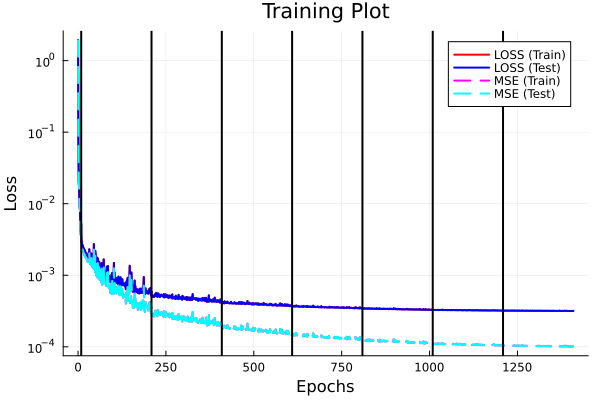 Training Plot
LOSS (Train)
LOSS (Test)
MSE (Train)
MSE (Test)
10⁰
10⁻¹
10⁻²
10⁻³
10⁻⁴
Loss
0 250 500 750 1000 1250
Epochs